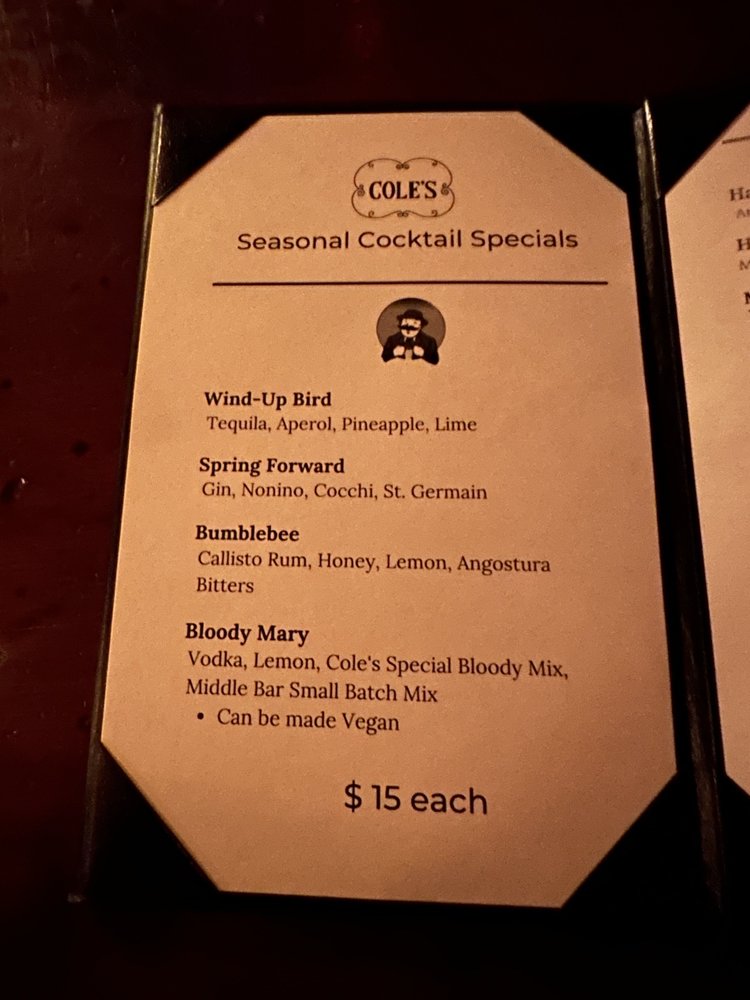 COLE'S
Seasonal Cocktail Specials
Wind-Up Bird
Tequila, Aperol, Pineapple, Lime
Spring Forward
Gin, Nonino, Cocchi, St. Germain
Bumblebee
Callisto Rum, Honey, Lemon, Angostura
Bitters
Bloody Mary
Vodka, Lemon, Cole's Special Bloody Mix,
Middle Bar Small Batch Mix
• Can be made Vegan
$ 15 each